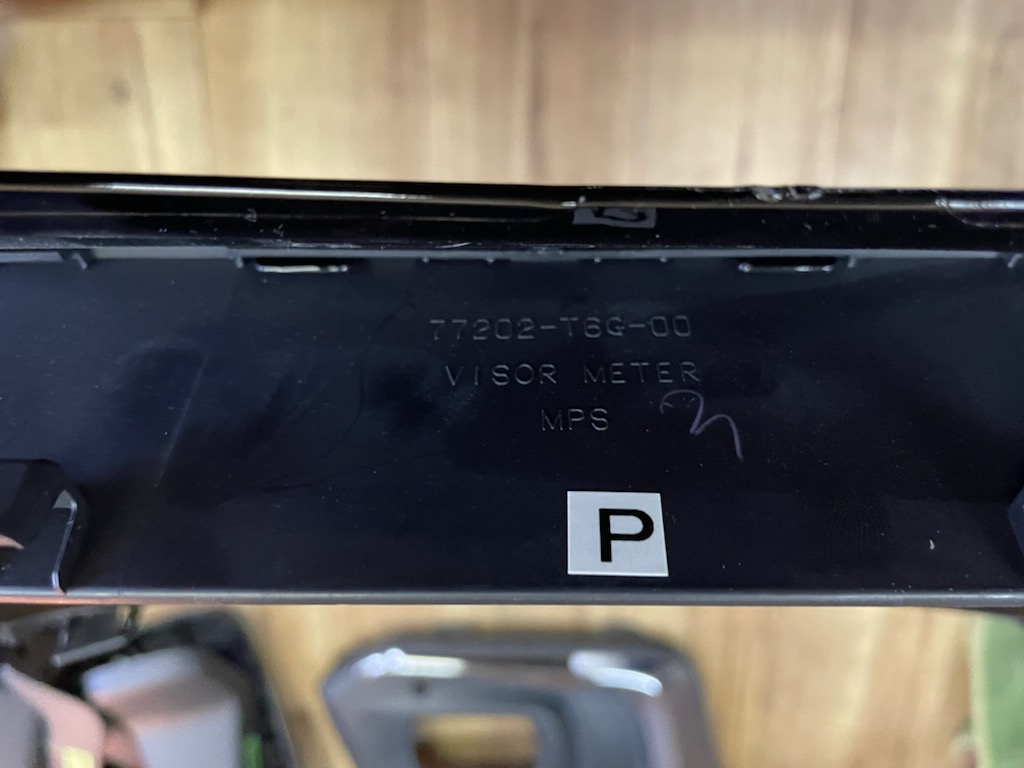 77202-T6G-00
VISOR METER
MPS
P